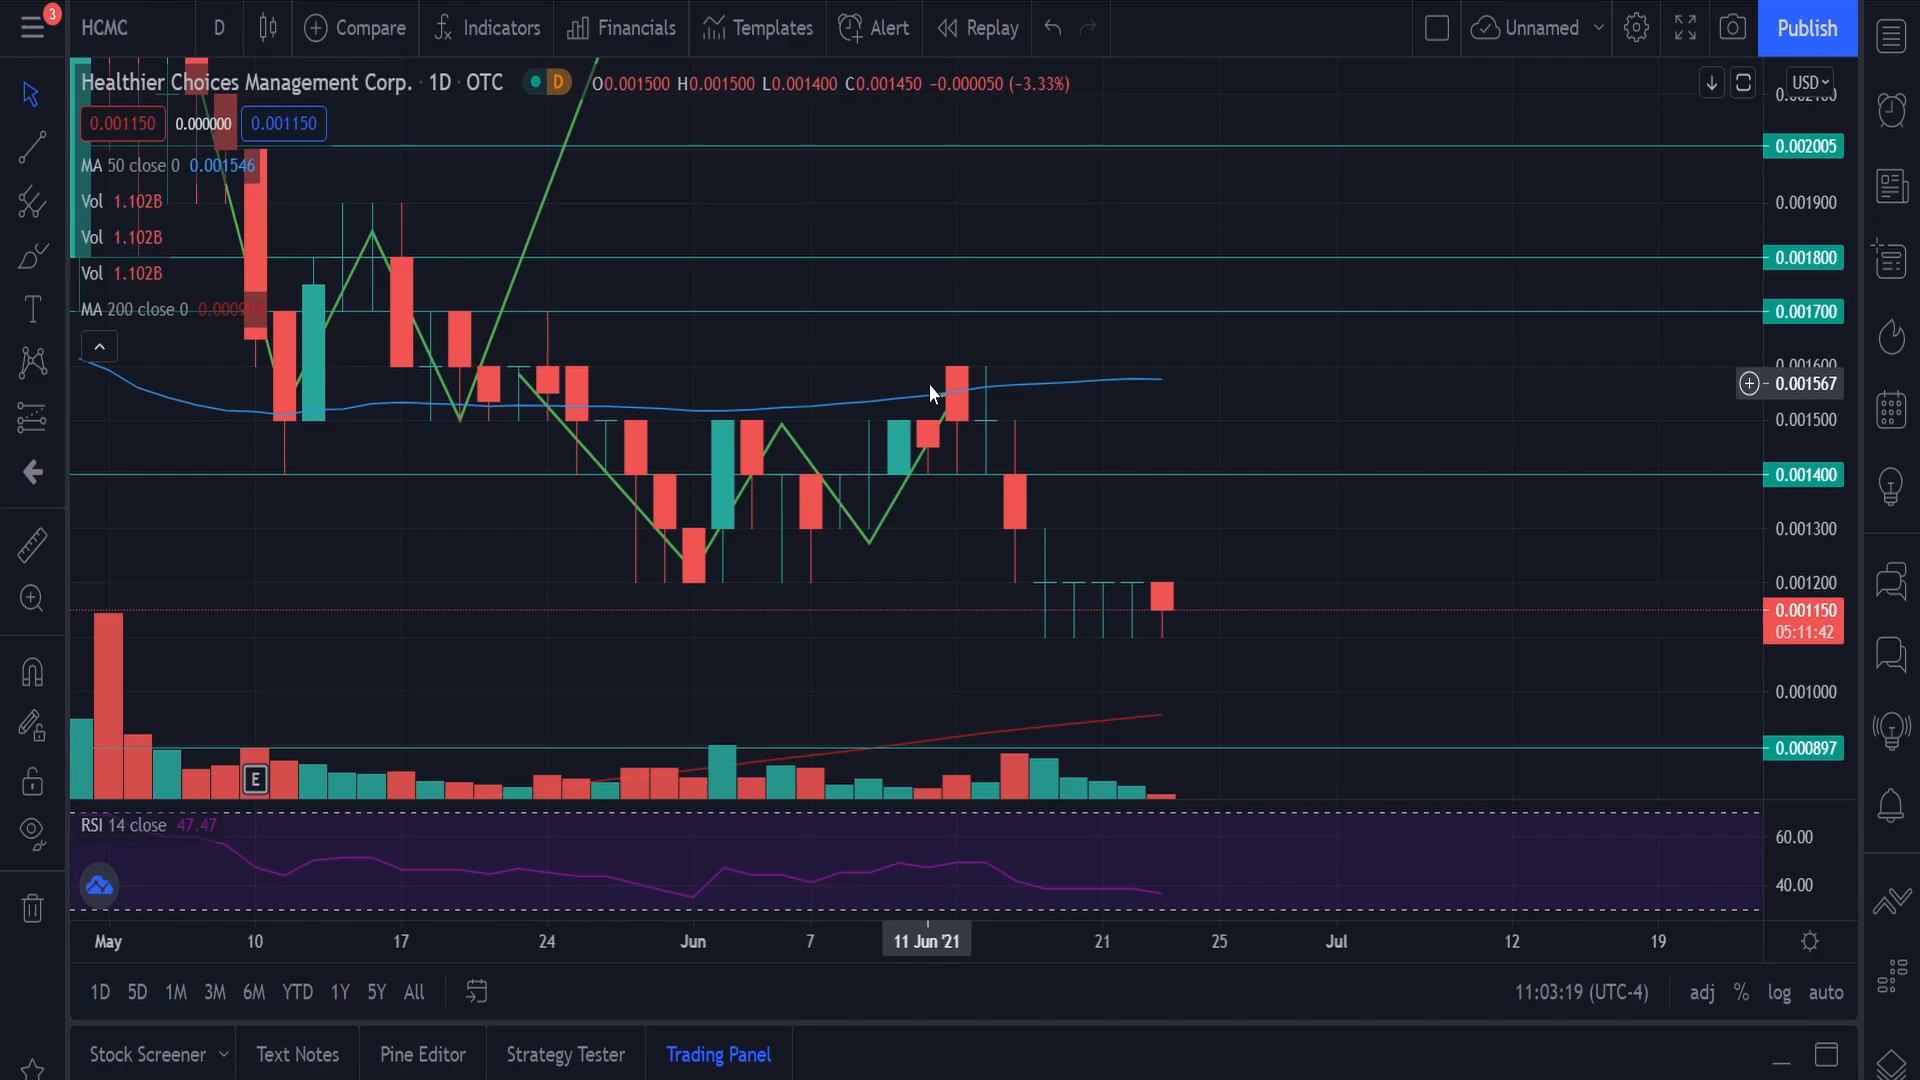 3
HCMC D Compare Indicators Financials Templates Alert Replay Unnamed Publish
Healthier Choices Management Corp. · 1D · OTC D O0.001500 H0.001500 L0.001400 C0.001450 −0.000050 (−3.33%)
USD
0.001150 0.000000 0.001150
0.002005
MA 50 close 0 0.001546
Vol 1.102B
0.001900
Vol 1.102B
0.001800
Vol 1.102B
MA 200 close 0
0.001700
0.001600
0.001567
0.001500
0.001400
0.001300
0.001200
0.001150
05:11:42
0.001000
0.000897
E
RSI 14 close 47.47
60.00
40.00
May 10 17 24 Jun 7 11 Jun '21 21 25 Jul 12 19
1D 5D 1M 3M 6M YTD 1Y 5Y All 11:03:19 (UTC-4) adj % log auto
Stock Screener Text Notes Pine Editor Strategy Tester Trading Panel